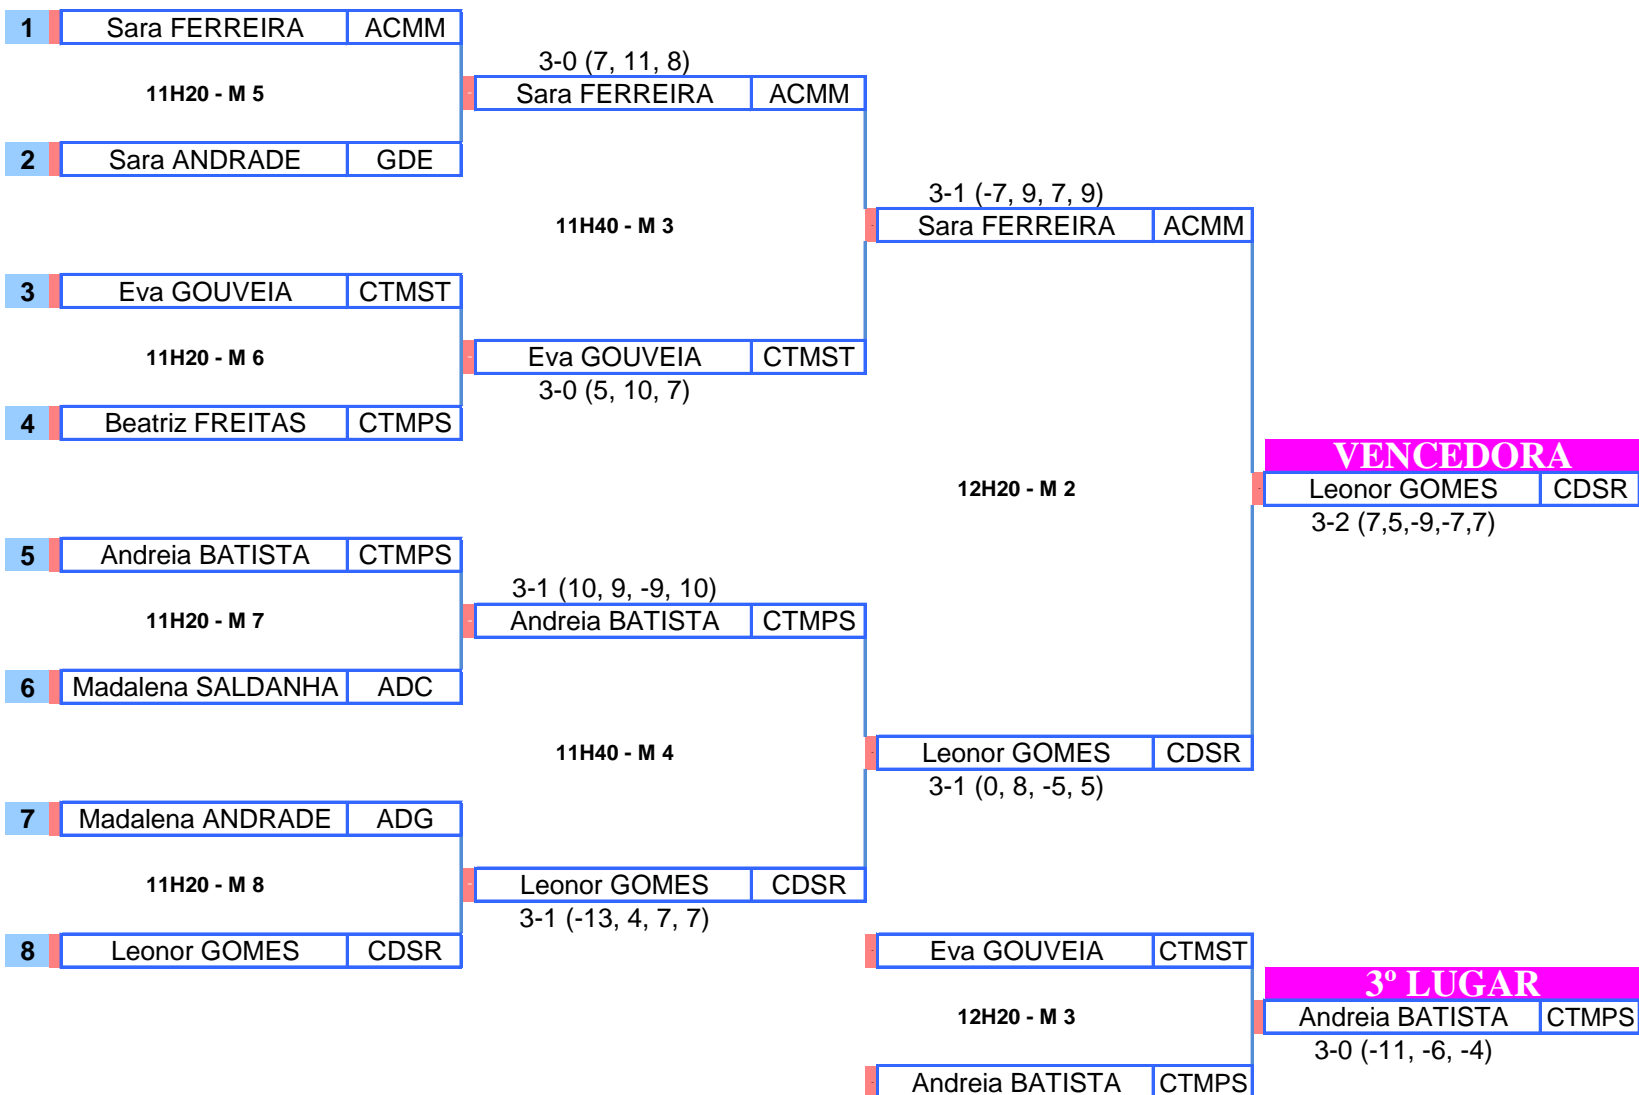 1 Sara FERREIRA ACMM
3-0 (7, 11, 8)
11H20 - M 5
Sara FERREIRA ACMM
2 Sara ANDRADE GDE
3-1 (-7, 9, 7, 9)
11H40 - M 3
Sara FERREIRA ACMM
3 Eva GOUVEIA CTMST
11H20 - M 6
Eva GOUVEIA CTMST
3-0 (5, 10, 7)
4 Beatriz FREITAS CTMPS
VENCEDORA
12H20 - M 2
Leonor GOMES CDSR
3-2 (7,5,-9,-7,7)
5 Andreia BATISTA CTMPS
3-1 (10, 9, -9, 10)
11H20 - M 7
Andreia BATISTA CTMPS
6 Madalena SALDANHA ADC
11H40 - M 4
Leonor GOMES CDSR
3-1 (0, 8, -5, 5)
7 Madalena ANDRADE ADG
11H20 - M 8
Leonor GOMES CDSR
3-1 (-13, 4, 7, 7)
8 Leonor GOMES CDSR
Eva GOUVEIA CTMST
3º LUGAR
12H20 - M 3
Andreia BATISTA CTMPS
3-0 (-11, -6, -4)
Andreia BATISTA CTMPS